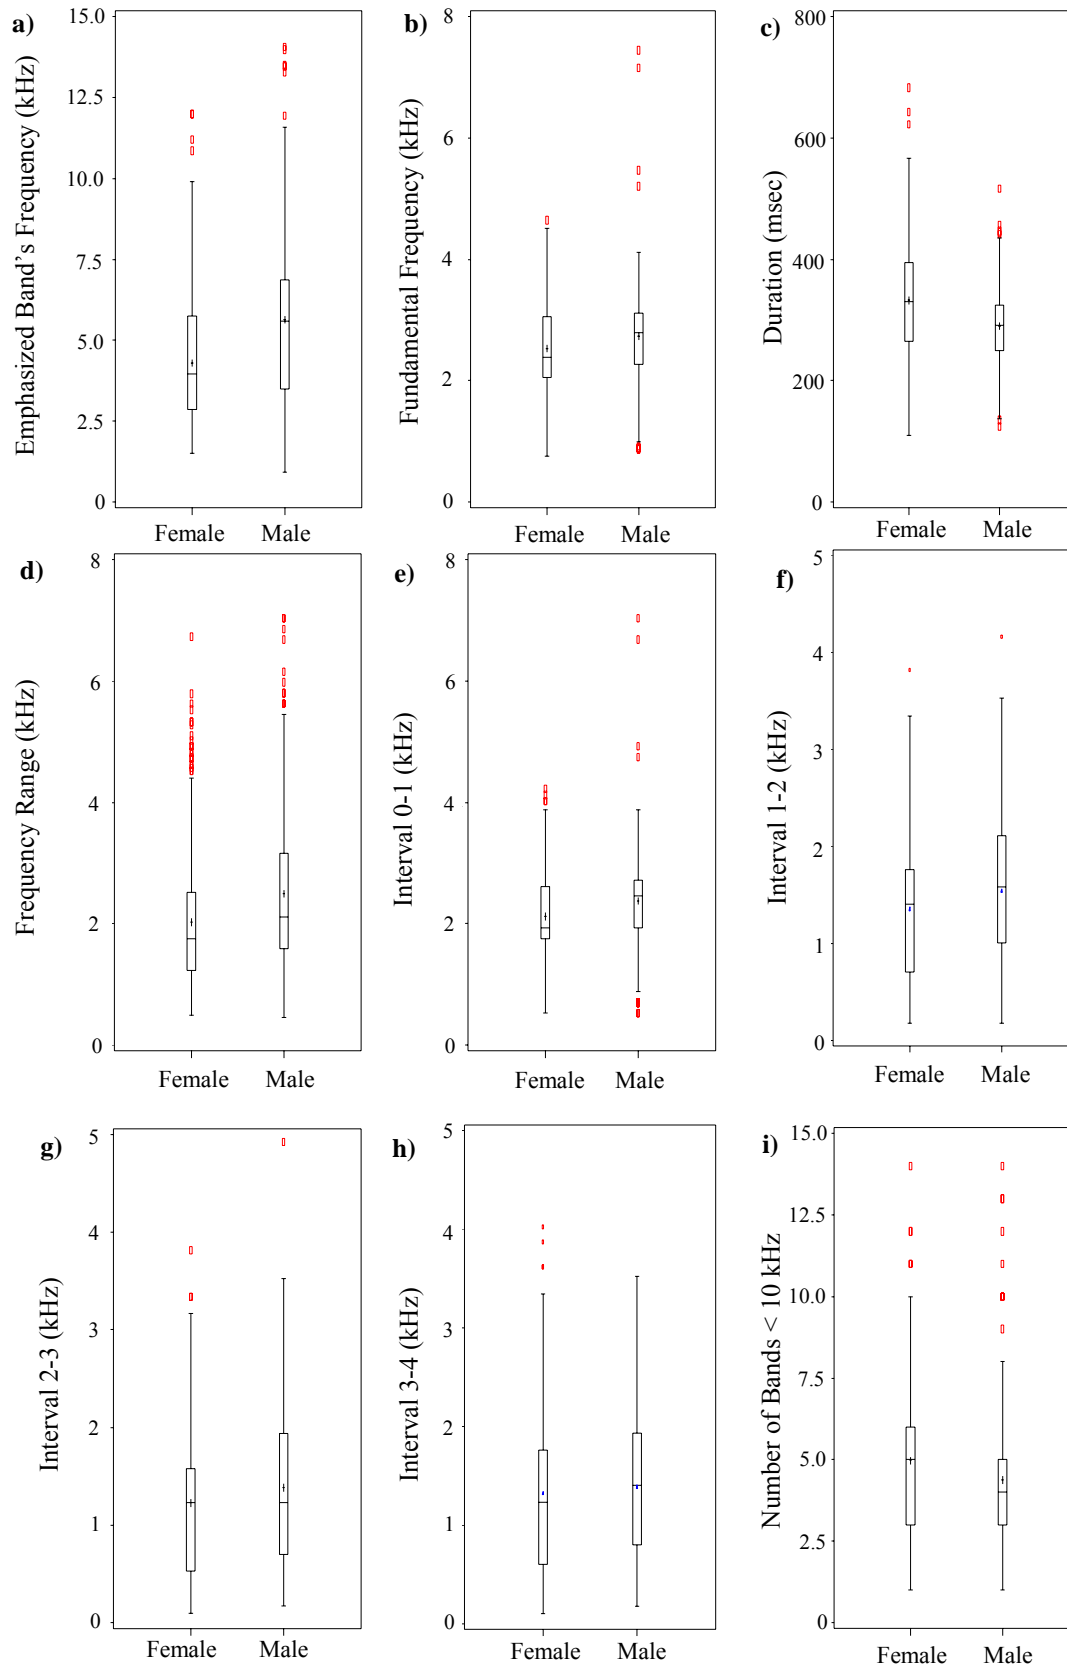 a)
Emphasized Band's Frequency (kHz)
15.0
12.5
10.0
7.5
5.0
2.5
0
Female Male
b)
Fundamental Frequency (kHz)
8
6
4
2
0
Female Male
c)
Duration (msec)
800
600
400
200
0
Female Male
d)
Frequency Range (kHz)
8
6
4
2
0
Female Male
e)
Interval 0-1 (kHz)
8
6
4
2
0
Female Male
f)
Interval 1-2 (kHz)
5
4
3
2
1
0
Female Male
g)
Interval 2-3 (kHz)
5
4
3
2
1
0
Female Male
h)
Interval 3-4 (kHz)
5
4
3
2
1
0
Female Male
i)
Number of Bands < 10 kHz
15.0
12.5
10.0
7.5
5.0
2.5
0
Female Male